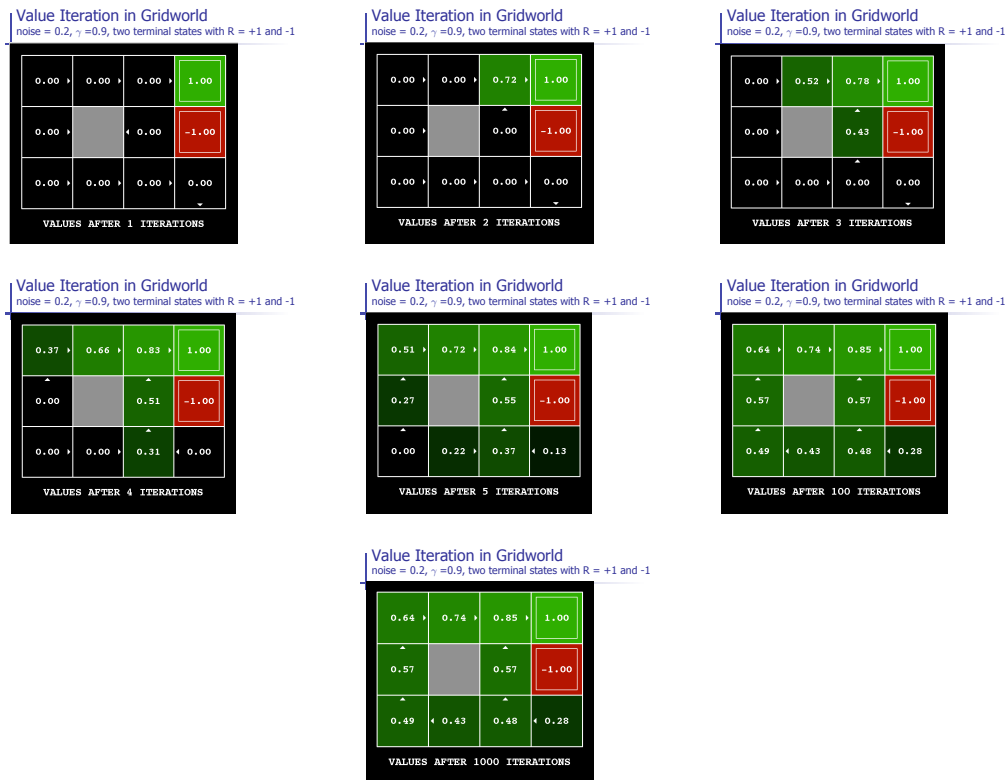 Value Iteration in Gridworld
noise = 0.2, γ =0.9, two terminal states with R = +1 and -1
0.00 0.00 0.00 1.00
0.00 0.00 -1.00
0.00 0.00 0.00 0.00
VALUES AFTER 1 ITERATIONS
Value Iteration in Gridworld
noise = 0.2, γ =0.9, two terminal states with R = +1 and -1
0.00 0.00 0.72 1.00
0.00 0.00 -1.00
0.00 0.00 0.00 0.00
VALUES AFTER 2 ITERATIONS
Value Iteration in Gridworld
noise = 0.2, γ =0.9, two terminal states with R = +1 and -1
0.00 0.52 0.78 1.00
0.00 0.43 -1.00
0.00 0.00 0.00 0.00
VALUES AFTER 3 ITERATIONS
Value Iteration in Gridworld
noise = 0.2, γ =0.9, two terminal states with R = +1 and -1
0.37 0.66 0.83 1.00
0.00 0.51 -1.00
0.00 0.00 0.31 0.00
VALUES AFTER 4 ITERATIONS
Value Iteration in Gridworld
noise = 0.2, γ =0.9, two terminal states with R = +1 and -1
0.51 0.72 0.84 1.00
0.27 0.55 -1.00
0.00 0.22 0.37 0.13
VALUES AFTER 5 ITERATIONS
Value Iteration in Gridworld
noise = 0.2, γ =0.9, two terminal states with R = +1 and -1
0.64 0.74 0.85 1.00
0.57 0.57 -1.00
0.49 0.43 0.48 0.28
VALUES AFTER 100 ITERATIONS
Value Iteration in Gridworld
noise = 0.2, γ =0.9, two terminal states with R = +1 and -1
0.64 0.74 0.85 1.00
0.57 0.57 -1.00
0.49 0.43 0.48 0.28
VALUES AFTER 1000 ITERATIONS